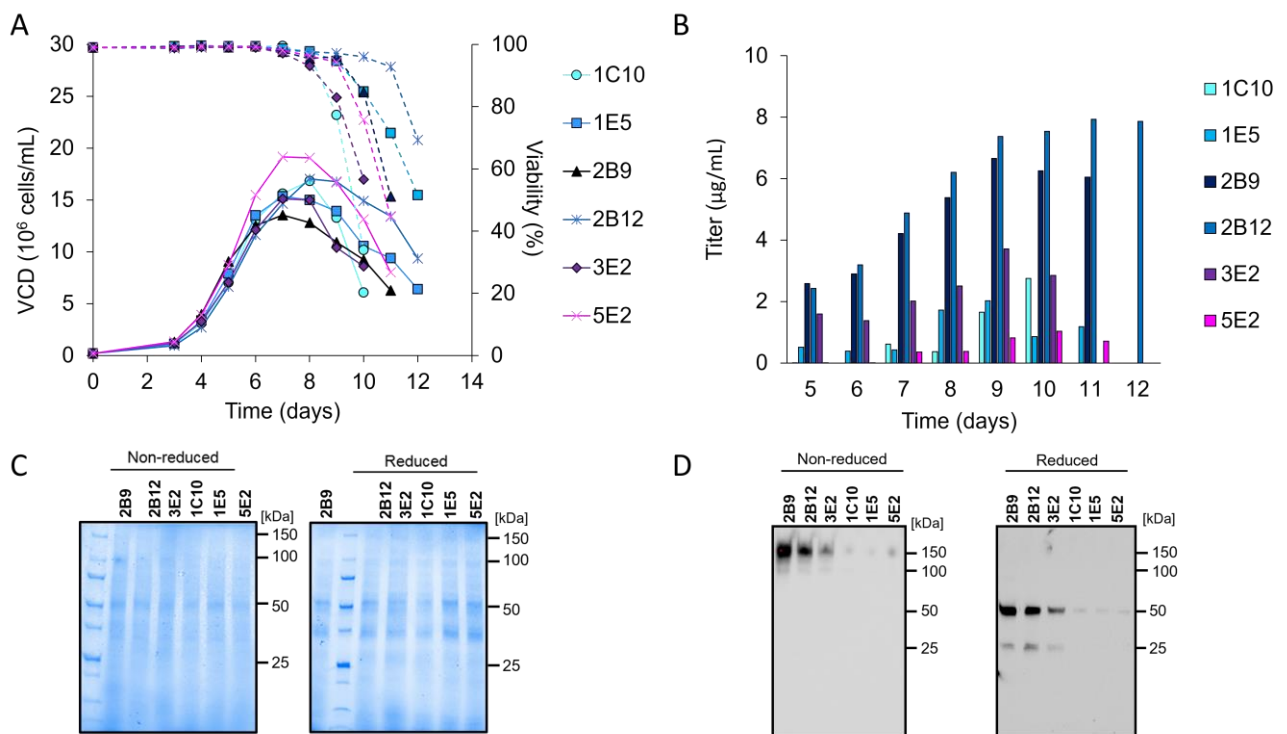 A
30
25
20
15
10
5
0
VCD (10⁶ cells/mL)
100
80
60
40
20
0
Viability (%)
0 2 4 6 8 10 12 14
Time (days)
1C10
1E5
2B9
2B12
3E2
5E2
B
10
8
6
4
2
0
Titer (µg/mL)
5 6 7 8 9 10 11 12
Time (days)
1C10
1E5
2B9
2B12
3E2
5E2
C
Non-reduced
2B9 2B12 3E2 1C10 1E5 5E2
[kDa]
150
100
50
25
Reduced
2B9 2B12 3E2 1C10 1E5 5E2
[kDa]
150
100
50
25
D
Non-reduced
2B9 2B12 3E2 1C10 1E5 5E2
[kDa]
150
100
50
25
Reduced
2B9 2B12 3E2 1C10 1E5 5E2
[kDa]
150
100
50
25